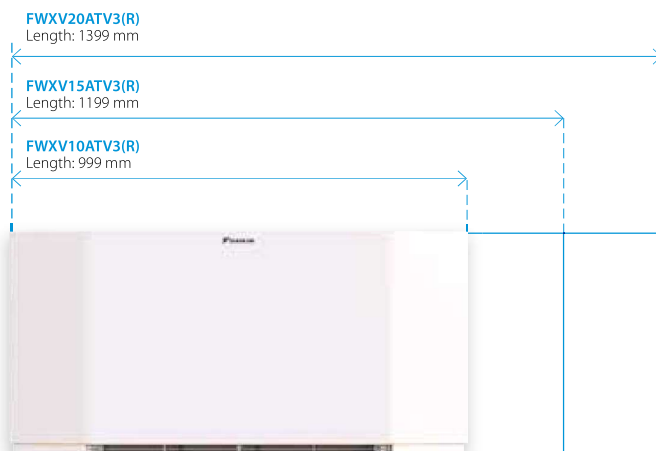 FWXV20ATV3(R)
Length: 1399 mm
FWXV15ATV3(R)
Length: 1199 mm
FWXV10ATV3(R)
Length: 999 mm